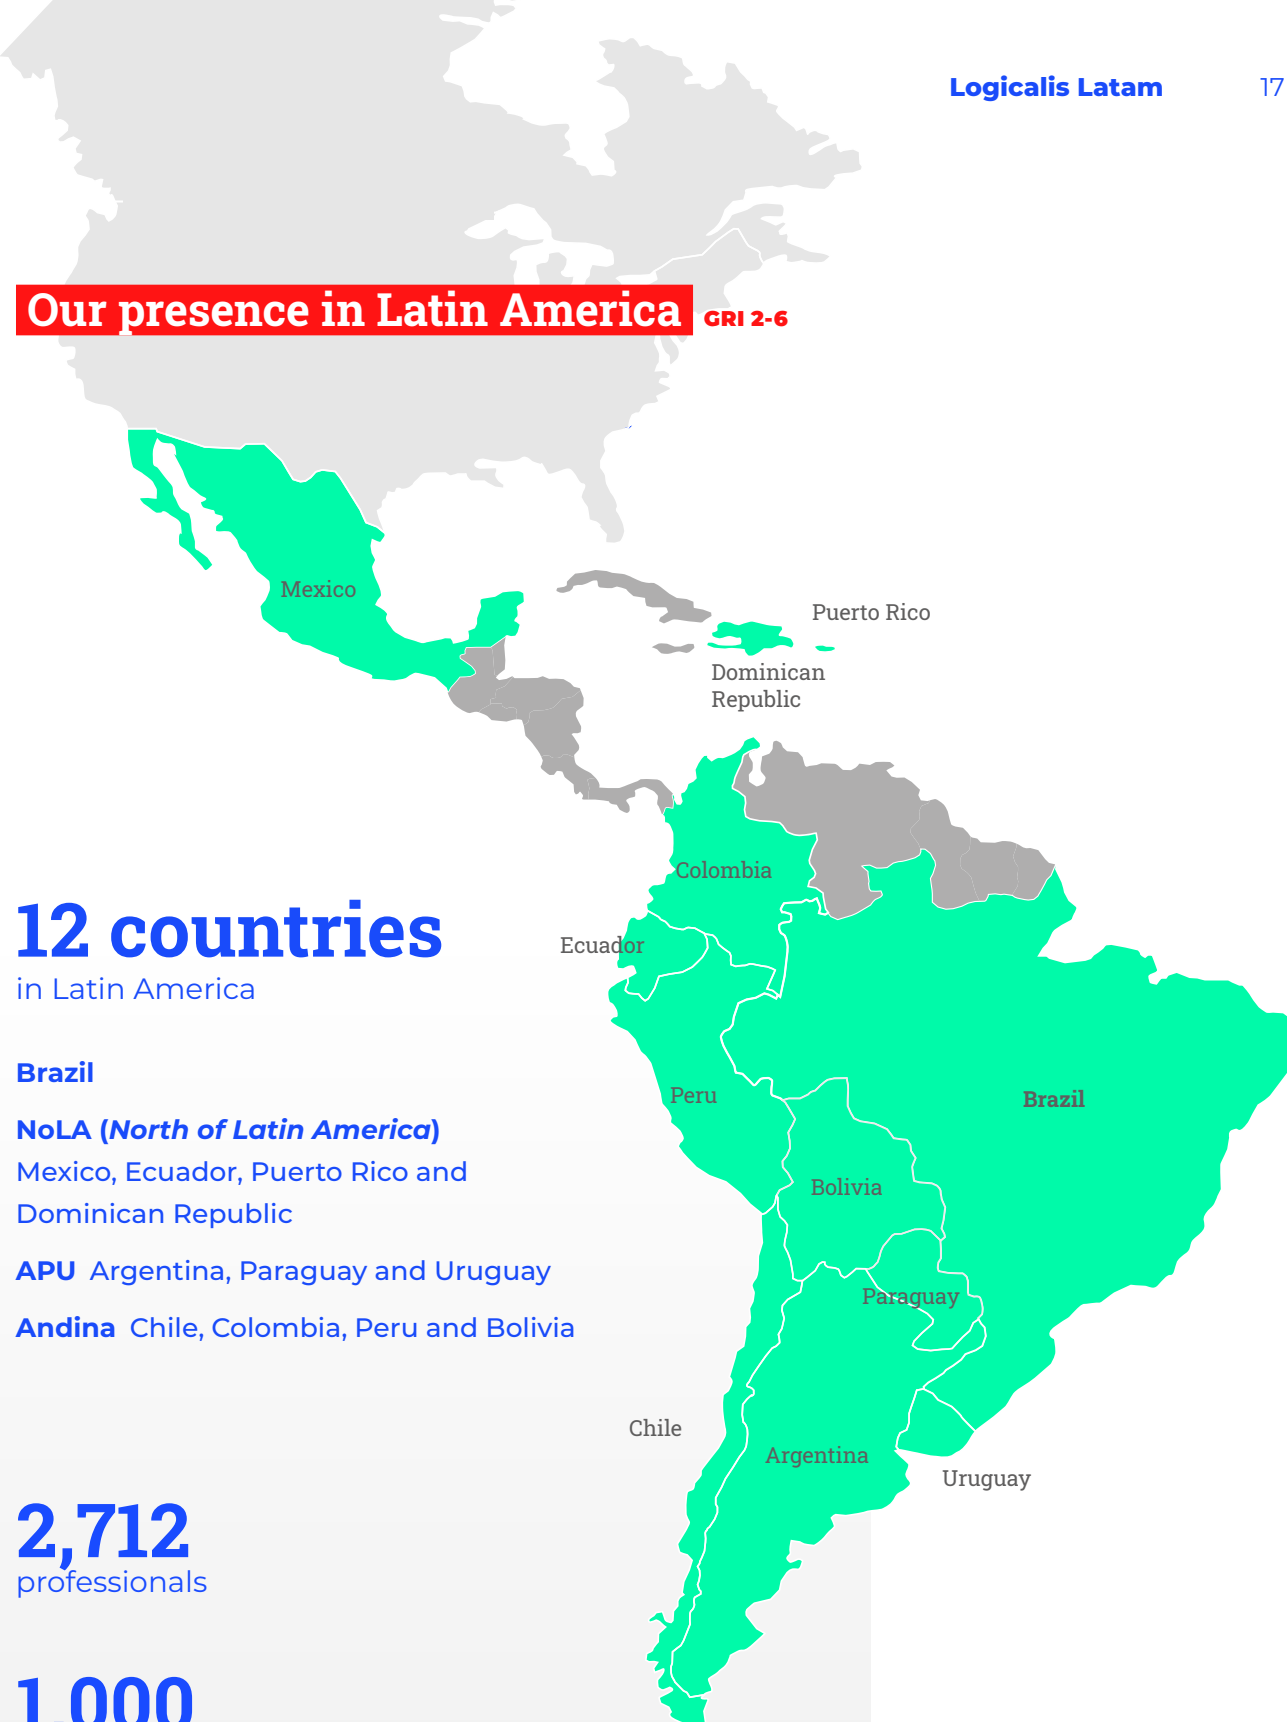 Logicalis Latam 17
Our presence in Latin America GRI 2-6
Mexico
Puerto Rico
Dominican
Republic
Colombia
Ecuador
Peru
Brazil
Bolivia
Paraguay
Chile
Argentina
Uruguay
12 countries
in Latin America
Brazil
NoLA (North of Latin America)
Mexico, Ecuador, Puerto Rico and
Dominican Republic
APU Argentina, Paraguay and Uruguay
Andina Chile, Colombia, Peru and Bolivia
2,712
professionals
1,000